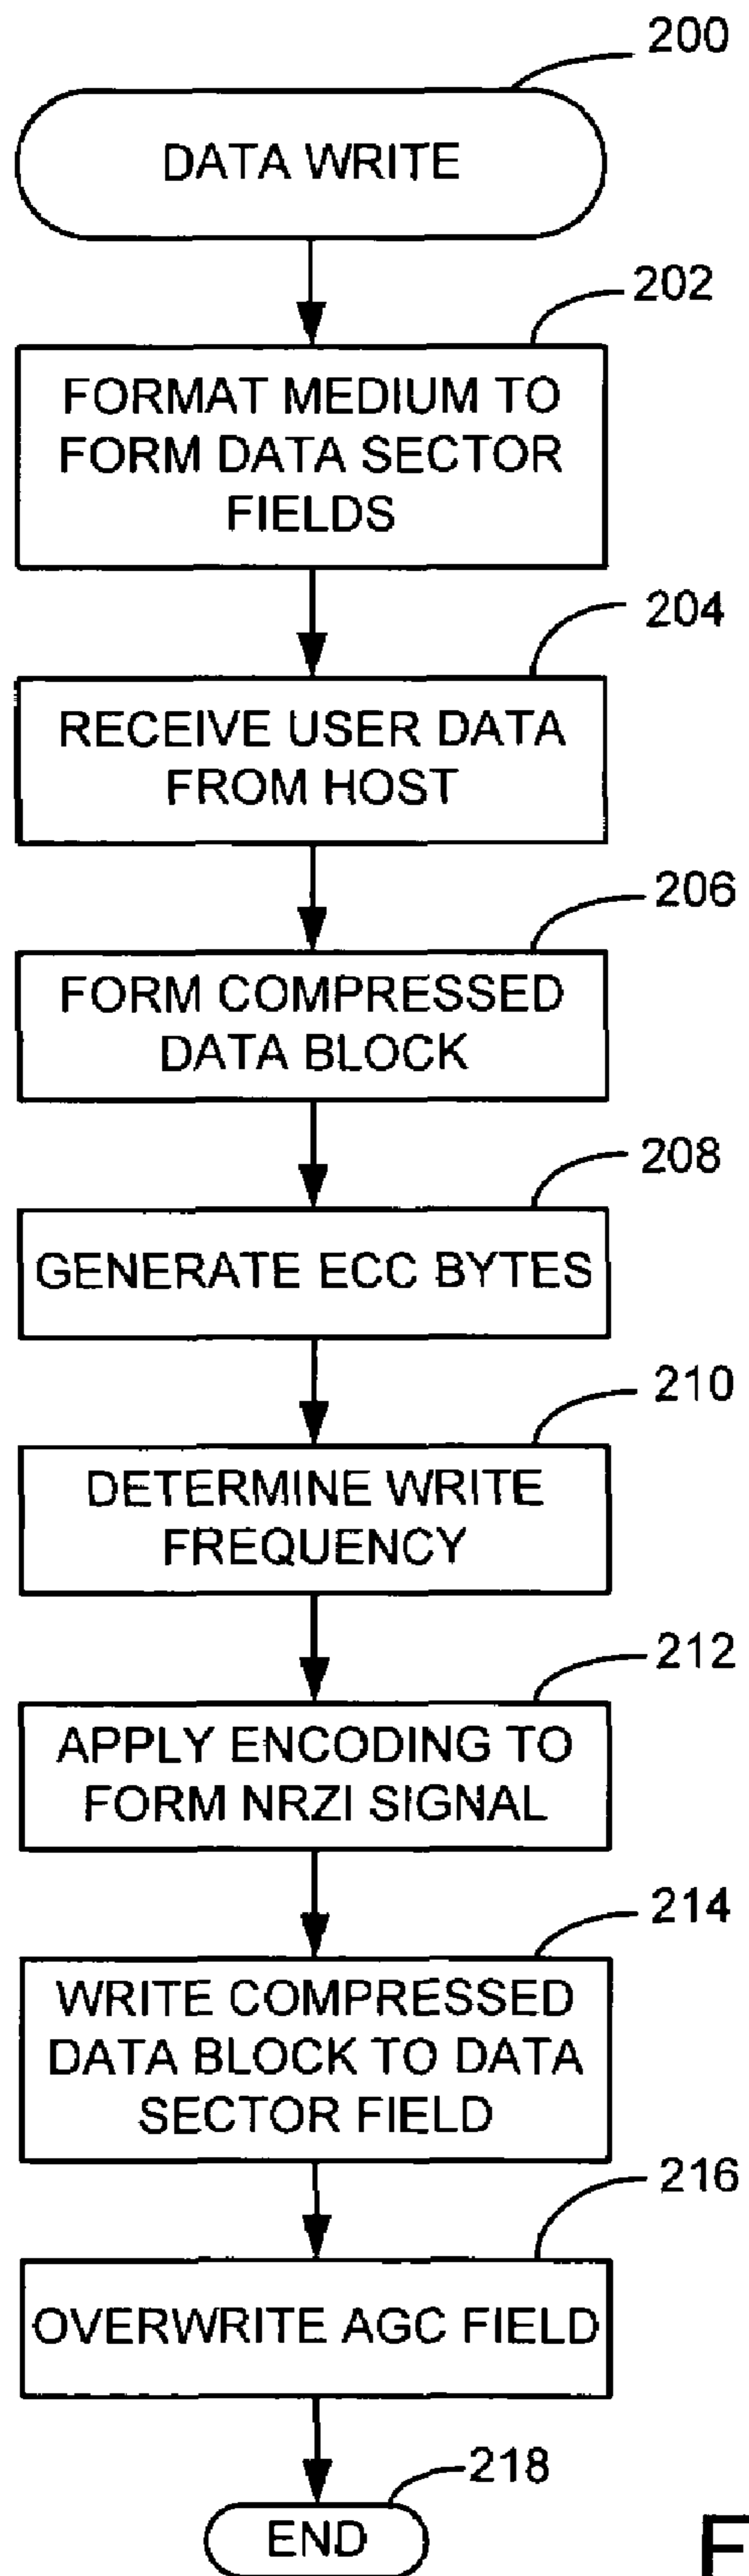 200
DATA WRITE
202
FORMAT MEDIUM TO
FORM DATA SECTOR
FIELDS
204
RECEIVE USER DATA
FROM HOST
206
FORM COMPRESSED
DATA BLOCK
208
GENERATE ECC BYTES
210
DETERMINE WRITE
FREQUENCY
212
APPLY ENCODING TO
FORM NRZI SIGNAL
214
WRITE COMPRESSED
DATA BLOCK TO DATA
SECTOR FIELD
216
OVERWRITE AGC FIELD
218
END
F